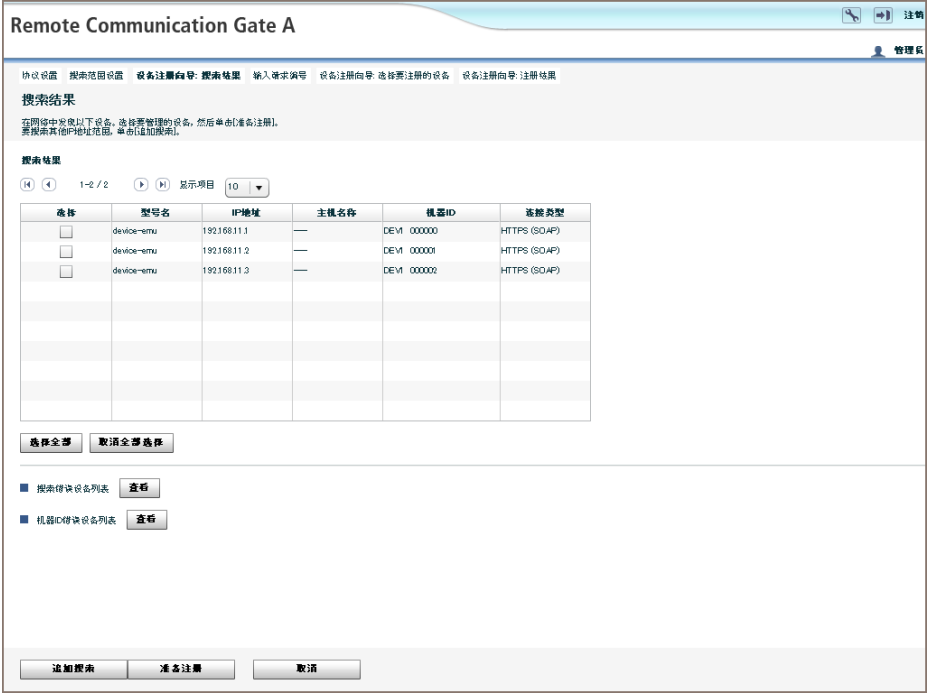 Remote Communication Gate A
注销
管理员
协议设置 搜索范围设置 设备注册向导: 搜索结果 输入请求编号 设备注册向导: 选择要注册的设备 设备注册向导: 注册结果
搜索结果
在网络中发现以下设备。选择要管理的设备, 然后单击[准备注册]。
要搜索其他IP地址范围, 单击[追加搜索]。
搜索结果
1-2 / 2 显示项目 10
选择 型号名 IP地址 主机名称 机器ID 连接类型
device-emu 192.168.11.1 ── DEV1 000000 HTTPS (SOAP)
device-emu 192.168.11.2 ── DEV1 000001 HTTPS (SOAP)
device-emu 192.168.11.3 ── DEV1 000002 HTTPS (SOAP)
选择全部 取消全部选择
搜索错误设备列表 查看
机器ID错误设备列表 查看
追加搜索 准备注册 取消